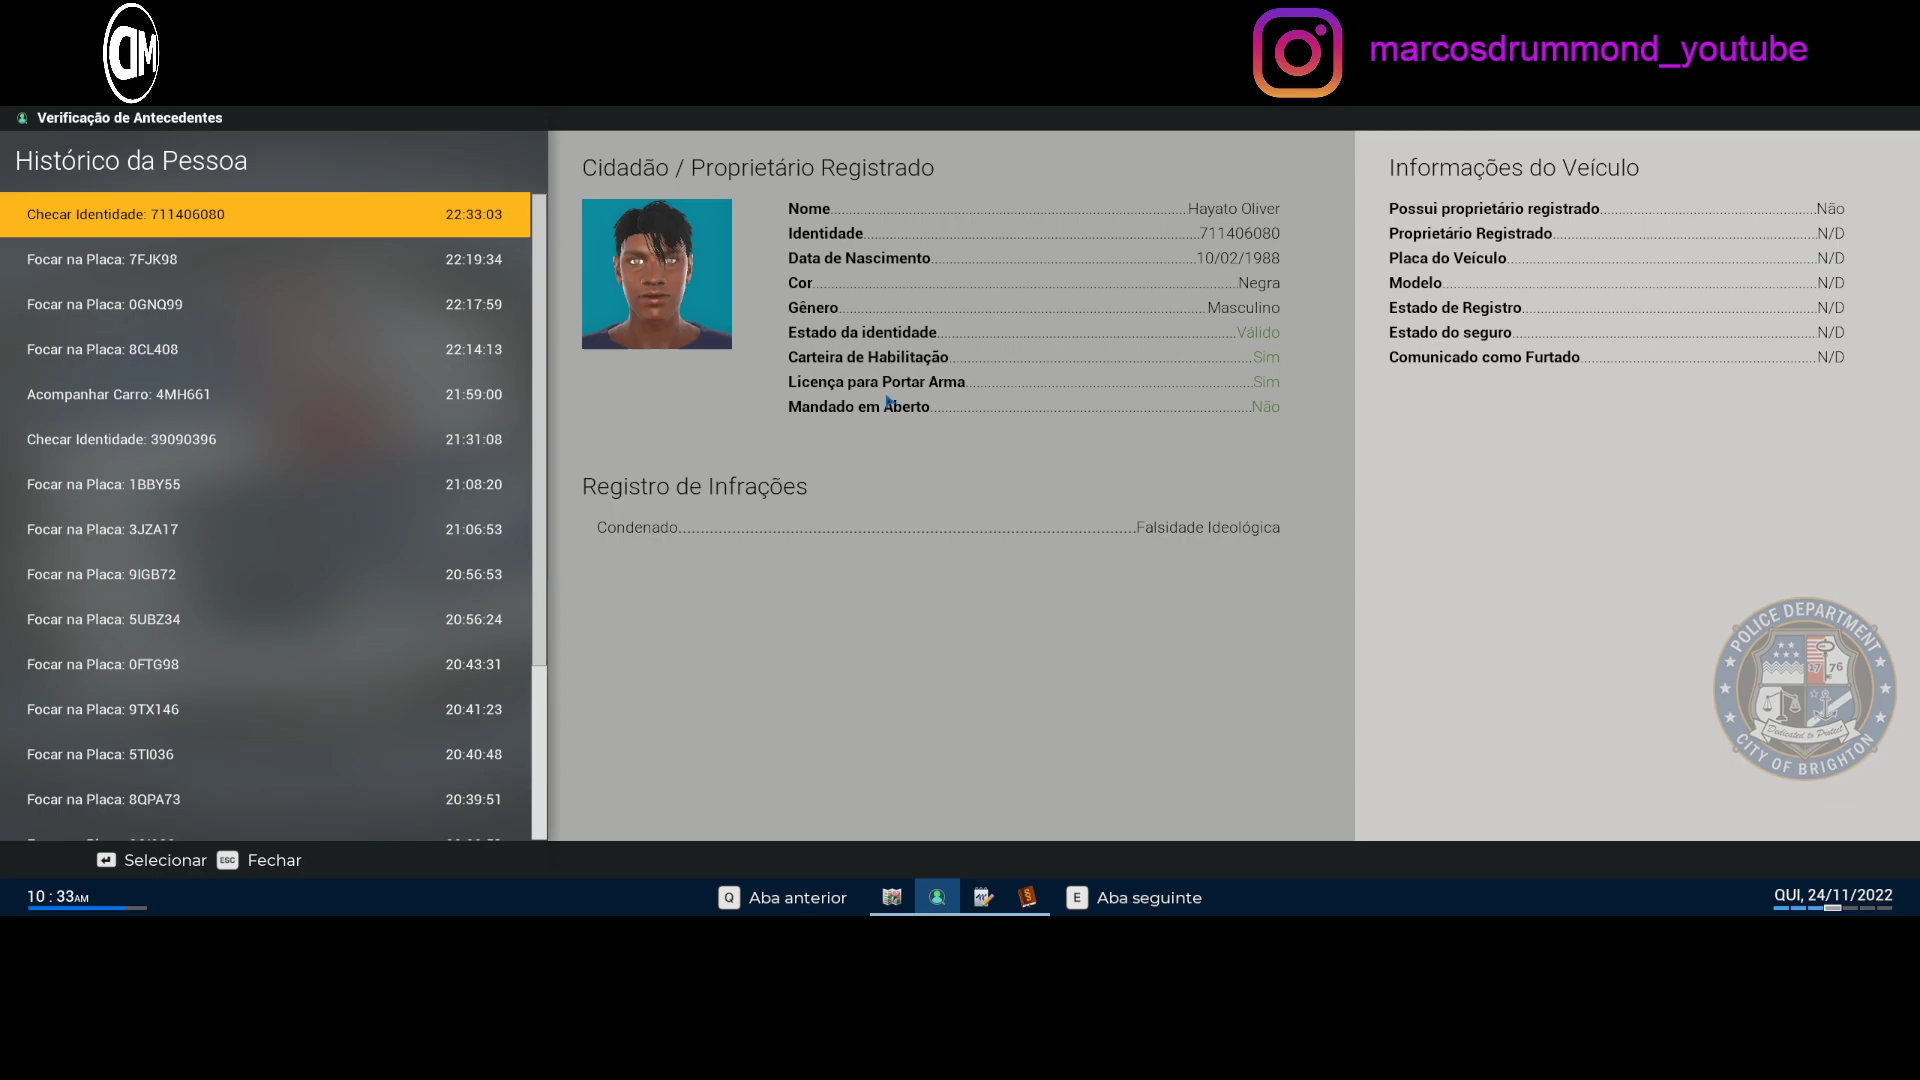 DM
marcosdrummond_youtube
Verificação de Antecedentes
Histórico da Pessoa
Checar Identidade: 711406080 22:33:03
Focar na Placa: 7FJK98 22:19:34
Focar na Placa: 0GNQ99 22:17:59
Focar na Placa: 8CL408 22:14:13
Acompanhar Carro: 4MH661 21:59:00
Checar Identidade: 39090396 21:31:08
Focar na Placa: 1BBY55 21:08:20
Focar na Placa: 3JZA17 21:06:53
Focar na Placa: 9IGB72 20:56:53
Focar na Placa: 5UBZ34 20:56:24
Focar na Placa: 0FTG98 20:43:31
Focar na Placa: 9TX146 20:41:23
Focar na Placa: 5TI036 20:40:48
Focar na Placa: 8QPA73 20:39:51
Cidadão / Proprietário Registrado
Nome Hayato Oliver
Identidade 711406080
Data de Nascimento 10/02/1988
Cor Negra
Gênero Masculino
Estado da identidade Válido
Carteira de Habilitação Sim
Licença para Portar Arma Sim
Mandado em Aberto Não
Registro de Infrações
Condenado Falsidade Ideológica
Informações do Veículo
Possui proprietário registrado Não
Proprietário Registrado N/D
Placa do Veículo N/D
Modelo N/D
Estado de Registro N/D
Estado do seguro N/D
Comunicado como Furtado N/D
POLICE DEPARTMENT
17 76
Dedicated to Protect
CITY OF BRIGHTON
Selecionar ESC Fechar
10 : 33AM
Q Aba anterior
E Aba seguinte
QUI, 24/11/2022